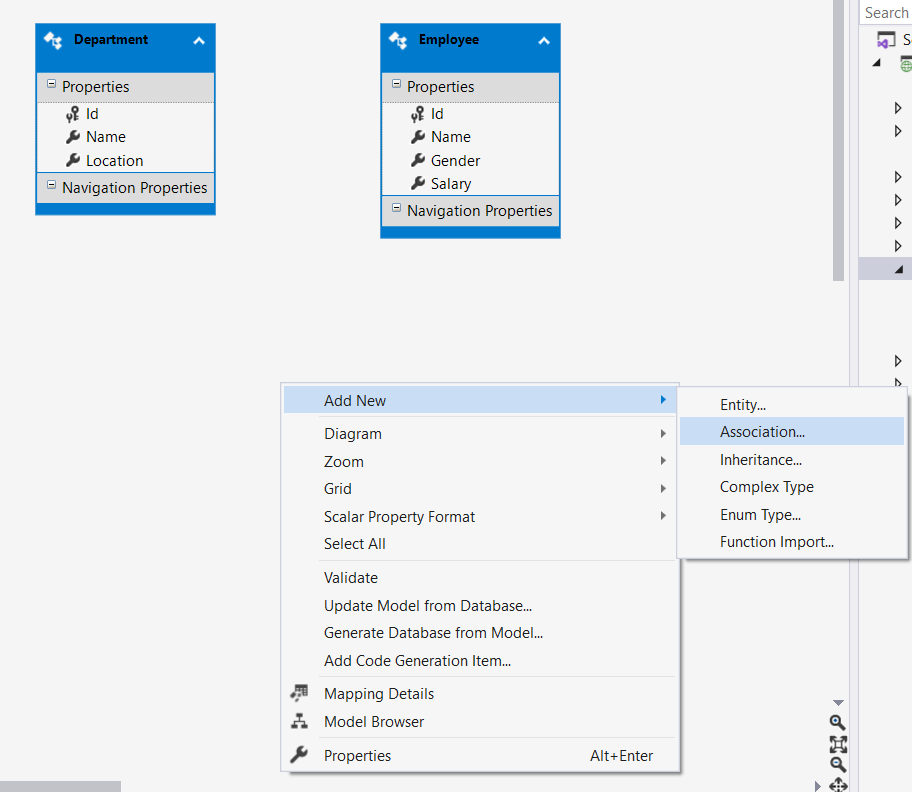 Search
Department
Employee
Properties
Id
Name
Location
Navigation Properties
Properties
Id
Name
Gender
Salary
Navigation Properties
Add New
Diagram
Zoom
Grid
Scalar Property Format
Select All
Validate
Update Model from Database...
Generate Database from Model...
Add Code Generation Item...
Mapping Details
Model Browser
Properties Alt+Enter
Entity...
Association...
Inheritance...
Complex Type
Enum Type...
Function Import...